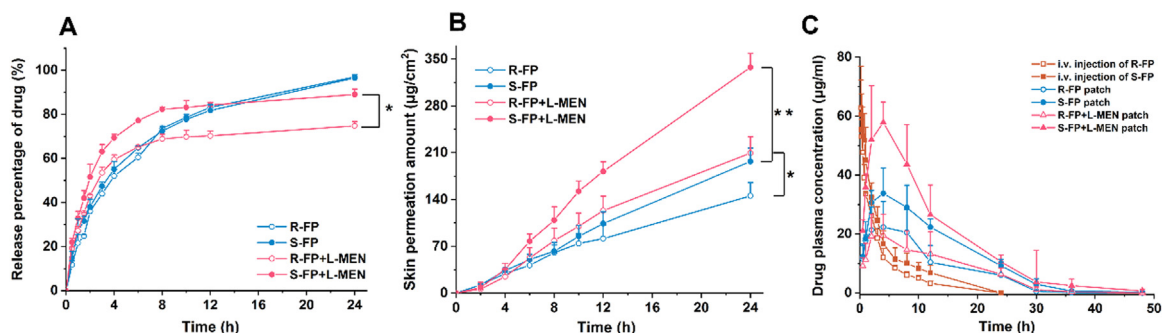 A
Release percentage of drug (%)
100
80
60
40
20
0
*
R-FP
S-FP
R-FP+L-MEN
S-FP+L-MEN
0 4 8 12 16 20 24
Time (h)
B
Skin permeation amount (μg/cm²)
350
280
210
140
70
0
R-FP
S-FP
R-FP+L-MEN
S-FP+L-MEN
**
*
0 4 8 12 16 20 24
Time (h)
C
Drug plasma concentration (μg/ml)
80
60
40
20
0
i.v. injection of R-FP
i.v. injection of S-FP
R-FP patch
S-FP patch
R-FP+L-MEN patch
S-FP+L-MEN patch
0 10 20 30 40 50
Time (h)